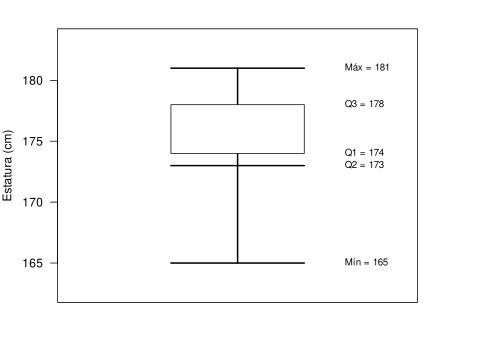 Estatura (cm)
180
175
170
165
Máx = 181
Q3 = 178
Q1 = 174
Q2 = 173
Mín = 165